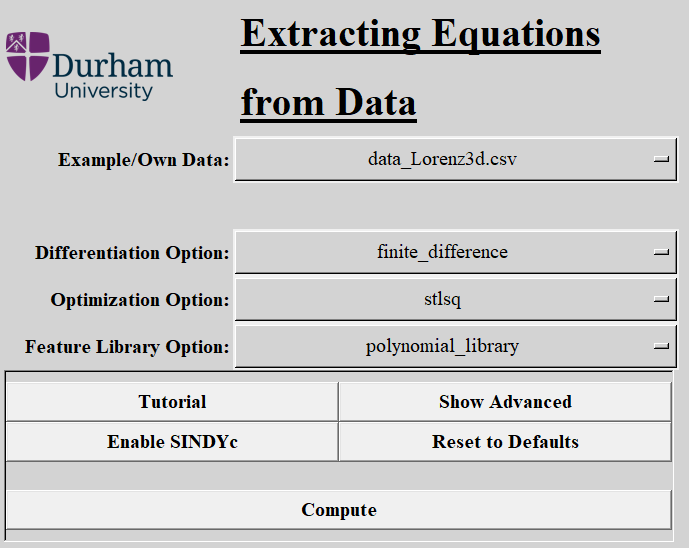 Durham
University
Extracting Equations
from Data
Example/Own Data:
data_Lorenz3d.csv
Differentiation Option:
finite_difference
Optimization Option:
stlsq
Feature Library Option:
polynomial_library
Tutorial
Show Advanced
Enable SINDYc
Reset to Defaults
Compute